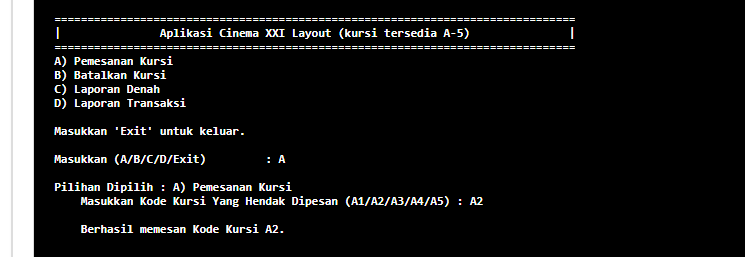 ===============================================================================
|               Aplikasi Cinema XXI Layout (kursi tersedia A-5)               |
===============================================================================
A) Pemesanan Kursi
B) Batalkan Kursi
C) Laporan Denah
D) Laporan Transaksi
Masukkan 'Exit' untuk keluar.
Masukkan (A/B/C/D/Exit)         : A
Pilihan Dipilih : A) Pemesanan Kursi
    Masukkan Kode Kursi Yang Hendak Dipesan (A1/A2/A3/A4/A5) : A2
    Berhasil memesan Kode Kursi A2.